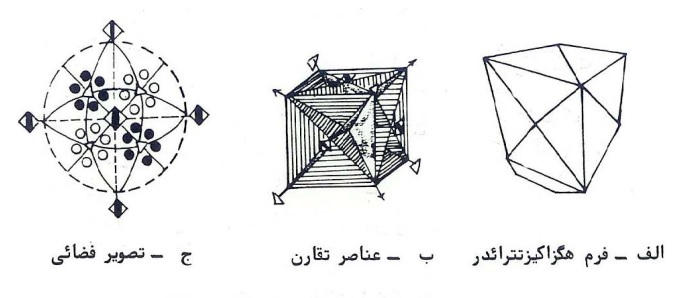 الف – فرم هگزاکیزتترائدر
ب – عناصر تقارن
ج – تصویر فضائی